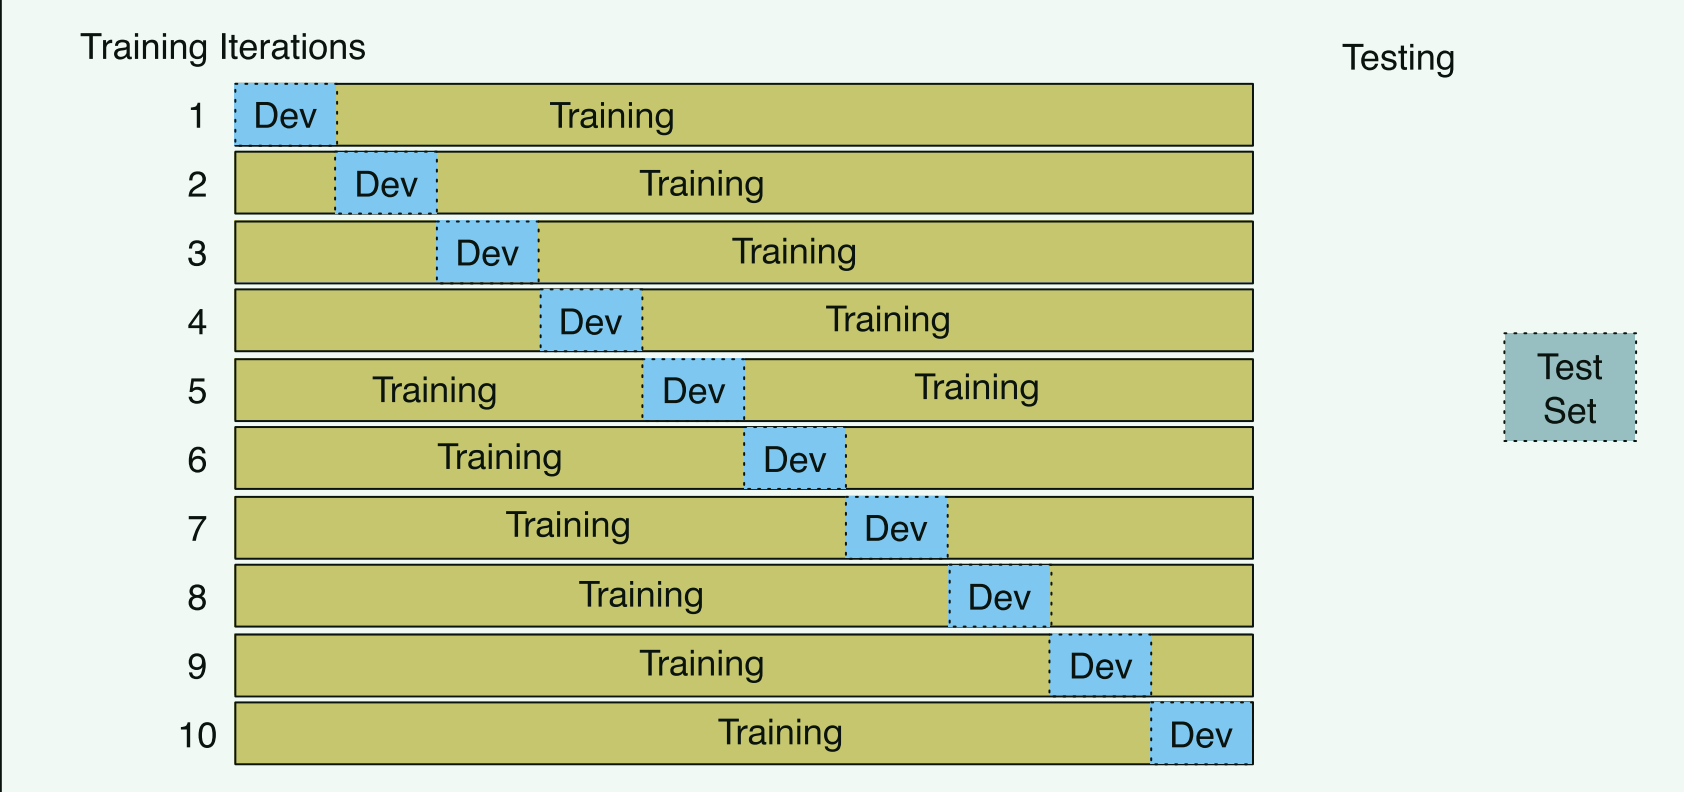 Training Iterations
Testing
1 Dev Training
2 Dev Training
3 Dev Training
4 Dev Training
5 Training Dev Training
6 Training Dev
7 Training Dev
8 Training Dev
9 Training Dev
10 Training Dev
Test
Set